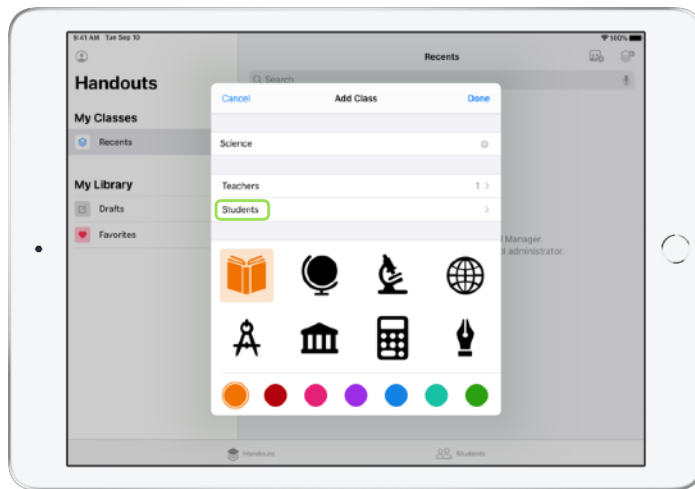 9:41 AM Tue Sep 10
100%
Recents
Handouts
Search
My Classes
Recents
My Library
Drafts
Favorites
Cancel
Add Class
Done
Science
Teachers
1
Students
Manager.
administrator.
Handouts
Students